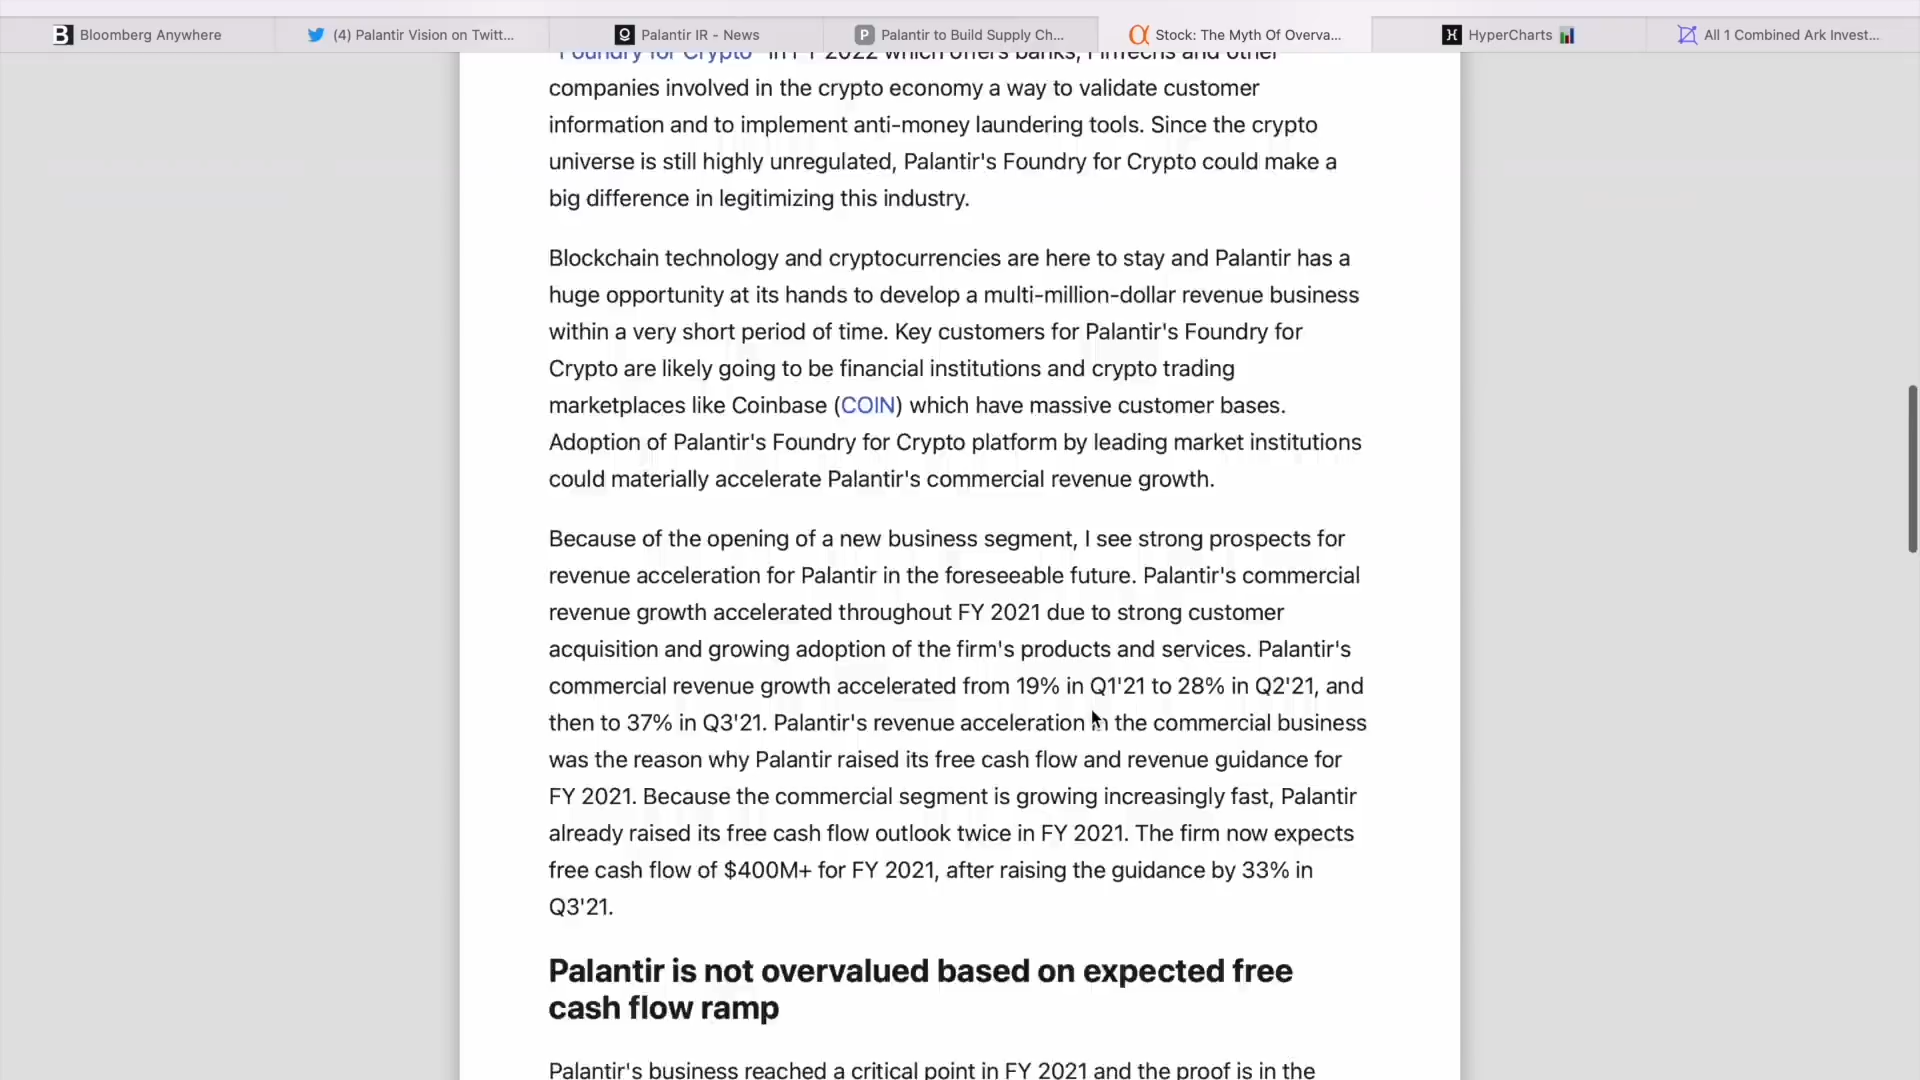 Bloomberg Anywhere
(4) Palantir Vision on Twitt...
Palantir IR - News
Palantir to Build Supply Ch...
Stock: The Myth Of Overva...
HyperCharts
All 1 Combined Ark Invest...
"Foundry for Crypto" in FY 2022 which offers banks, FinTechs and other
companies involved in the crypto economy a way to validate customer
information and to implement anti-money laundering tools. Since the crypto
universe is still highly unregulated, Palantir's Foundry for Crypto could make a
big difference in legitimizing this industry.
Blockchain technology and cryptocurrencies are here to stay and Palantir has a
huge opportunity at its hands to develop a multi-million-dollar revenue business
within a very short period of time. Key customers for Palantir's Foundry for
Crypto are likely going to be financial institutions and crypto trading
marketplaces like Coinbase (COIN) which have massive customer bases.
Adoption of Palantir's Foundry for Crypto platform by leading market institutions
could materially accelerate Palantir's commercial revenue growth.
Because of the opening of a new business segment, I see strong prospects for
revenue acceleration for Palantir in the foreseeable future. Palantir's commercial
revenue growth accelerated throughout FY 2021 due to strong customer
acquisition and growing adoption of the firm's products and services. Palantir's
commercial revenue growth accelerated from 19% in Q1'21 to 28% in Q2'21, and
then to 37% in Q3'21. Palantir's revenue acceleration in the commercial business
was the reason why Palantir raised its free cash flow and revenue guidance for
FY 2021. Because the commercial segment is growing increasingly fast, Palantir
already raised its free cash flow outlook twice in FY 2021. The firm now expects
free cash flow of $400M+ for FY 2021, after raising the guidance by 33% in
Q3'21.
Palantir is not overvalued based on expected free
cash flow ramp
Palantir's business reached a critical point in FY 2021 and the proof is in the